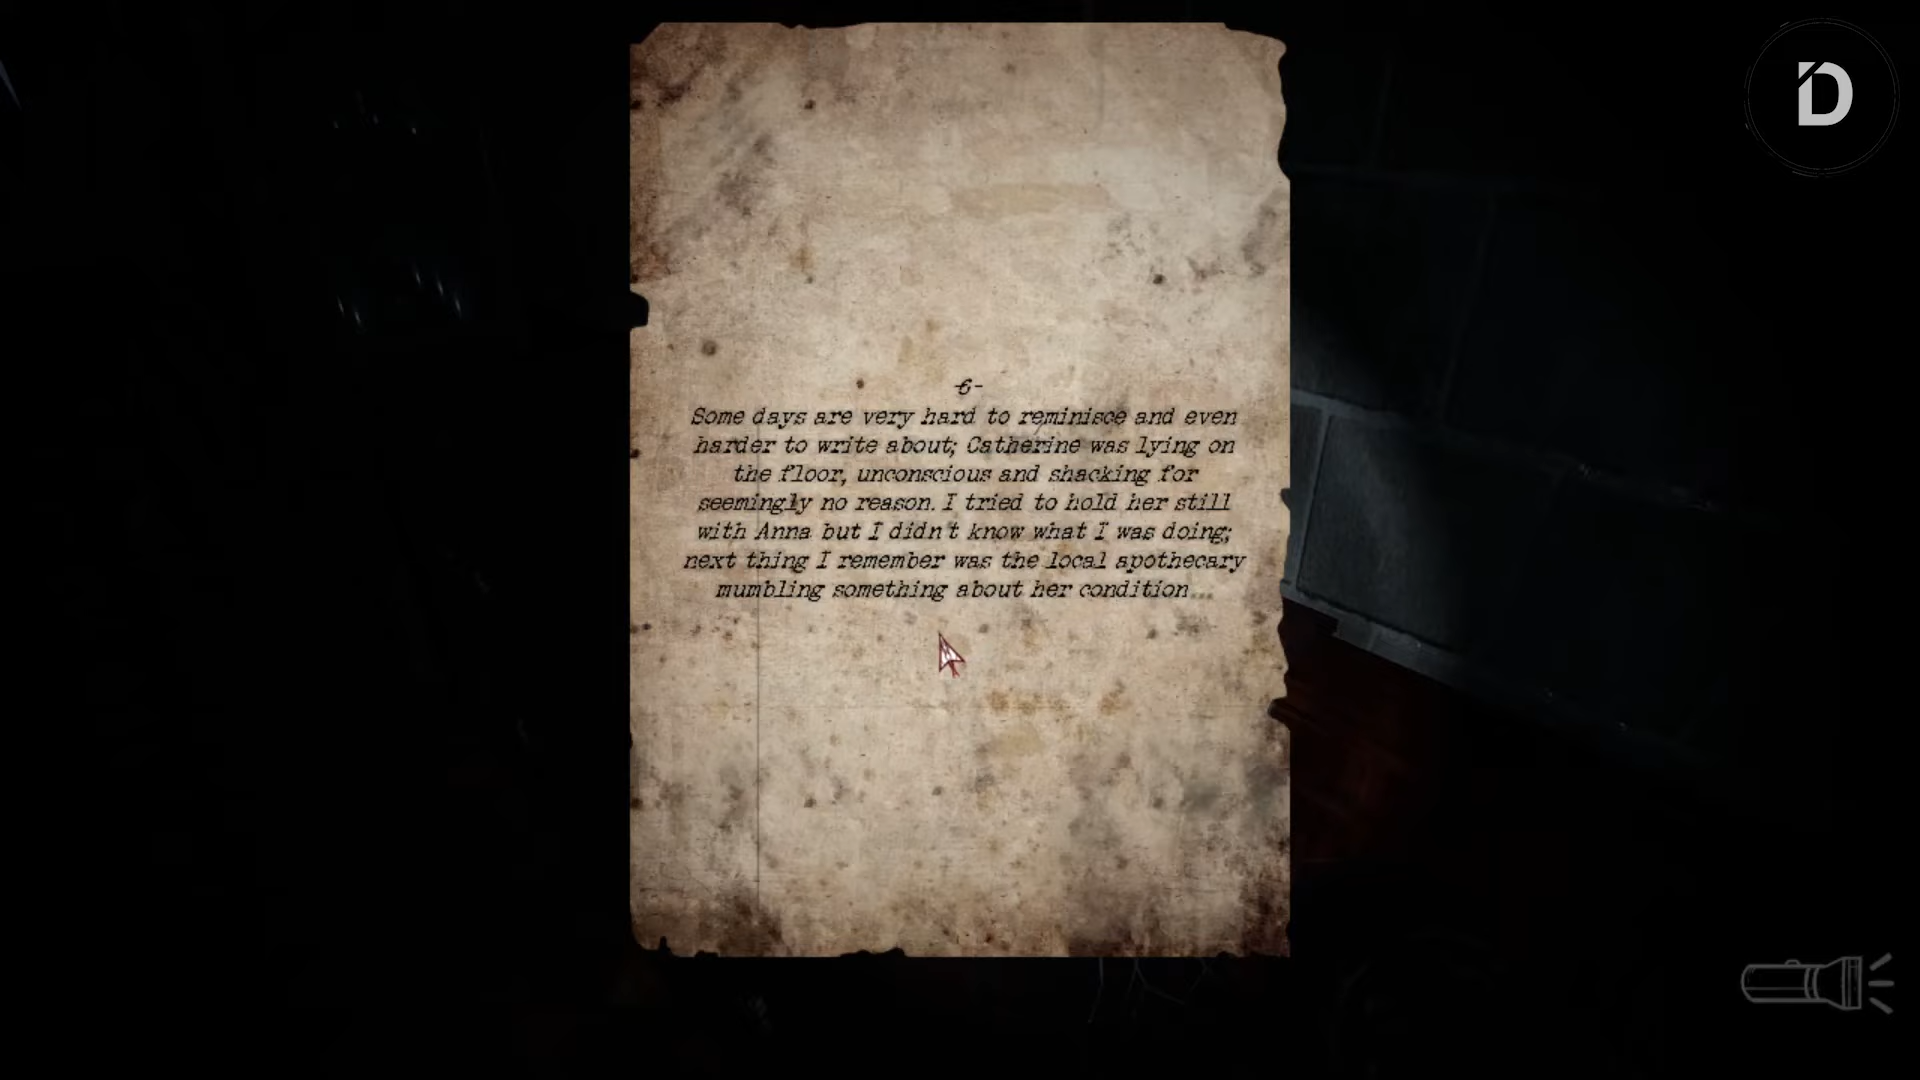 D
-6-
Some days are very hard to reminisce and even
harder to write about; Catherine was lying on
the floor, unconscious and shacking for
seemingly no reason. I tried to hold her still
with Anna but I didn't know what I was doing;
next thing I remember was the local apothecary
mumbling something about her condition...